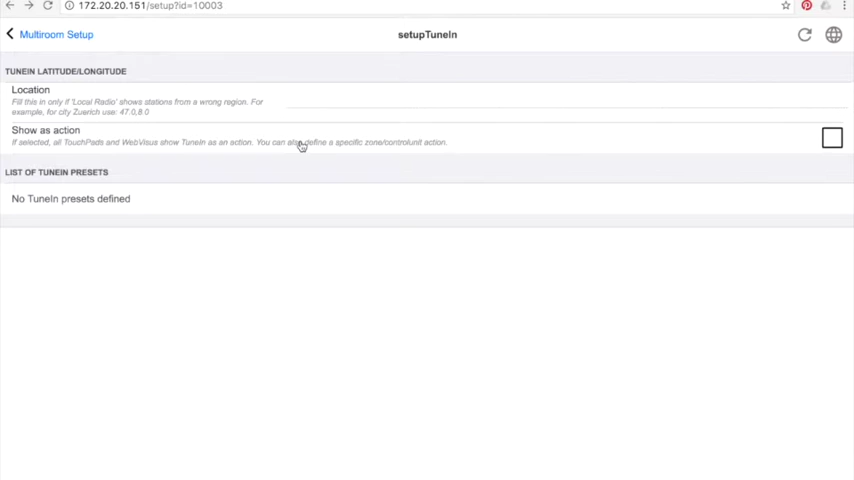 172.20.20.151/setup?id=10003
Multiroom Setup
setupTuneIn
TUNEIN LATITUDE/LONGITUDE
Location
Fill this in only if 'Local Radio' shows stations from a wrong region. For
example, for city Zuerich use: 47.0,8.0
Show as action
If selected, all TouchPads and WebVisus show TuneIn as an action. You can also define a specific zone/controlunit action.
LIST OF TUNEIN PRESETS
No TuneIn presets defined